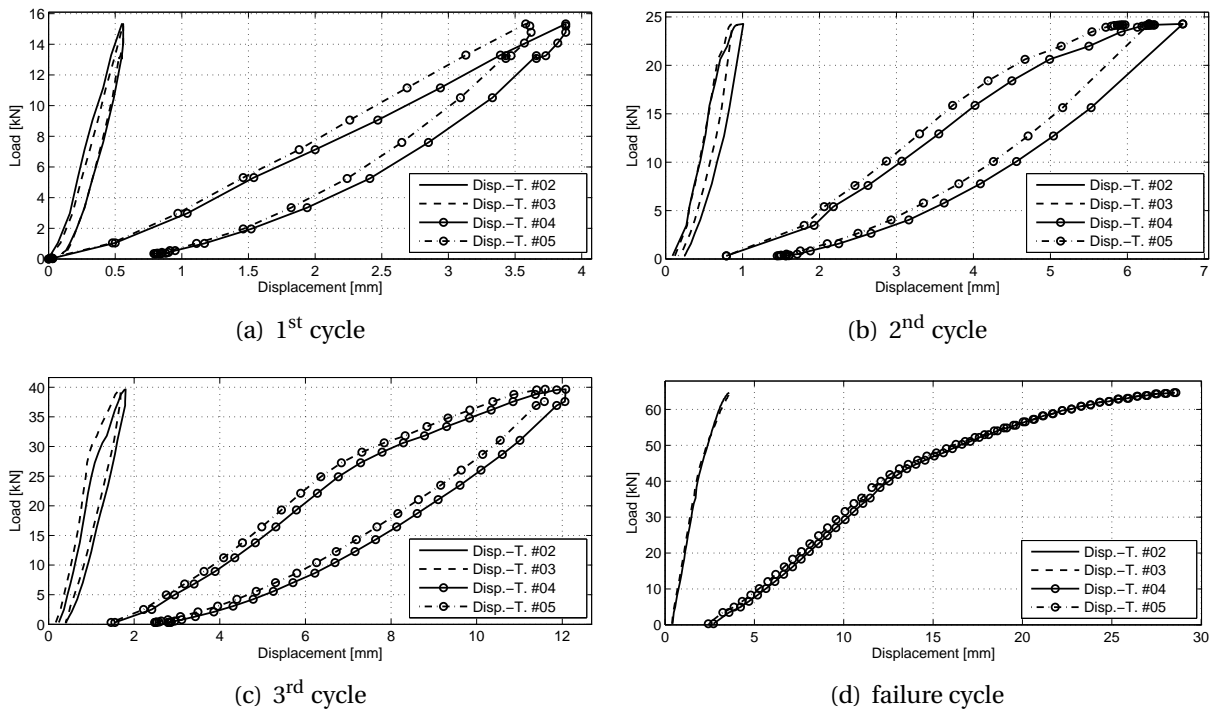 16
14
12
10
8
6
4
2
0
Load [kN]
0 0.5 1 1.5 2 2.5 3 3.5 4
Displacement [mm]
Disp.−T. #02
Disp.−T. #03
Disp.−T. #04
Disp.−T. #05
(a) 1st cycle
25
20
15
10
5
0
Load [kN]
0 1 2 3 4 5 6 7
Displacement [mm]
Disp.−T. #02
Disp.−T. #03
Disp.−T. #04
Disp.−T. #05
(b) 2nd cycle
40
35
30
25
20
15
10
5
0
Load [kN]
0 2 4 6 8 10 12
Displacement [mm]
Disp.−T. #02
Disp.−T. #03
Disp.−T. #04
Disp.−T. #05
(c) 3rd cycle
60
50
40
30
20
10
0
Load [kN]
0 5 10 15 20 25 30
Displacement [mm]
Disp.−T. #02
Disp.−T. #03
Disp.−T. #04
Disp.−T. #05
(d) failure cycle